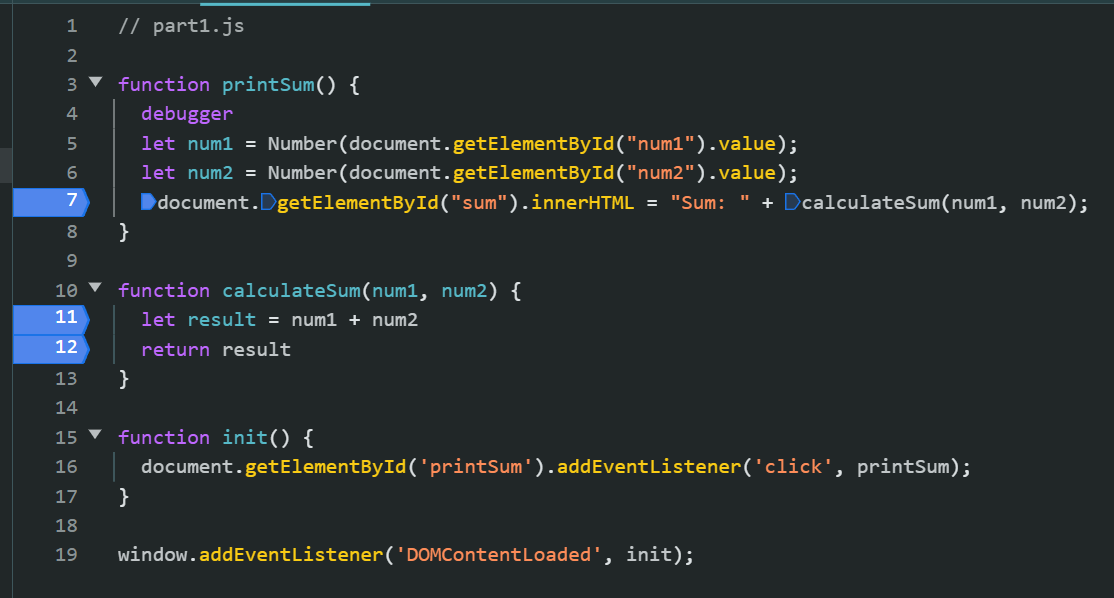 1 // part1.js
2
3 function printSum() {
4 debugger
5 let num1 = Number(document.getElementById("num1").value);
6 let num2 = Number(document.getElementById("num2").value);
7 document.getElementById("sum").innerHTML = "Sum: " + calculateSum(num1, num2);
8 }
9
10 function calculateSum(num1, num2) {
11 let result = num1 + num2
12 return result
13 }
14
15 function init() {
16 document.getElementById('printSum').addEventListener('click', printSum);
17 }
18
19 window.addEventListener('DOMContentLoaded', init);